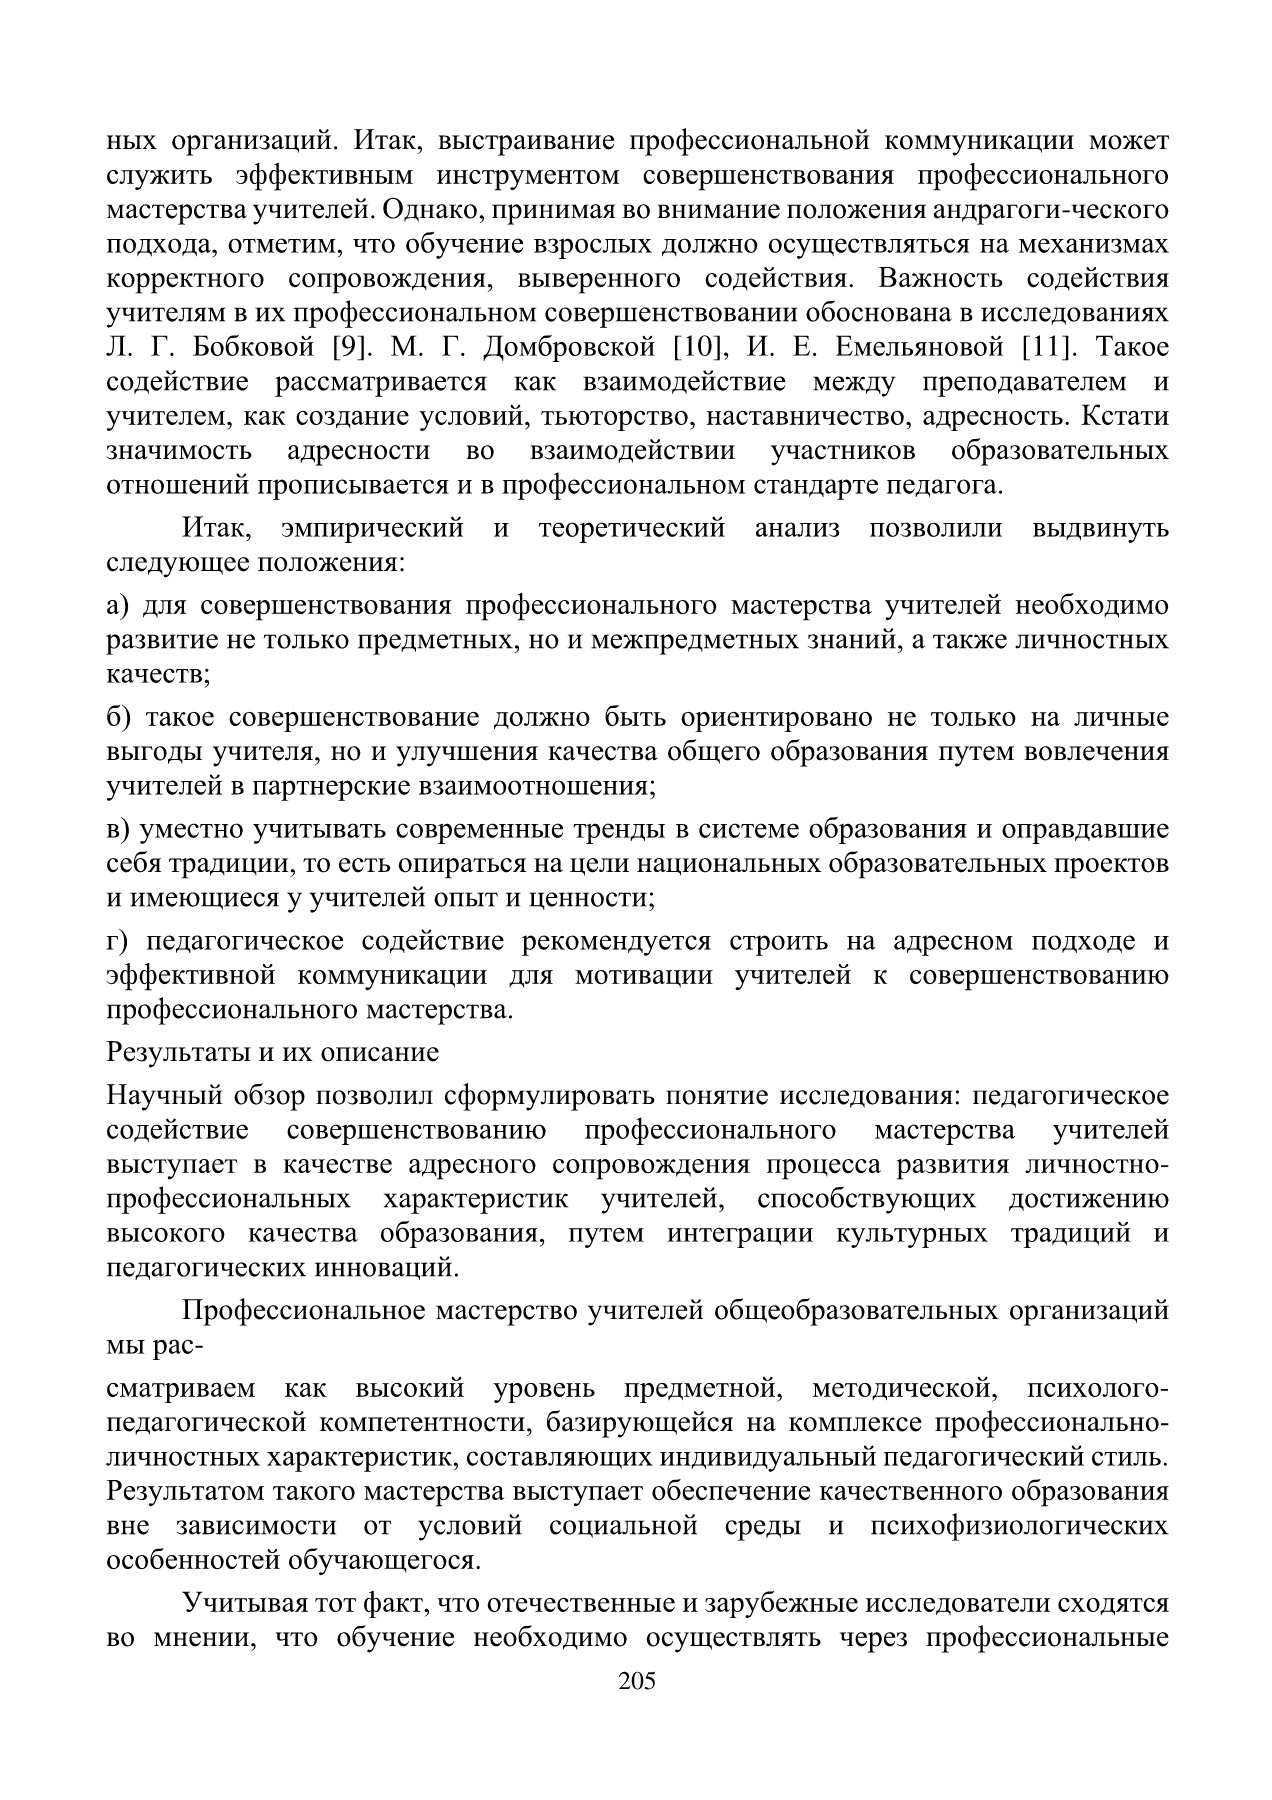 ных организаций. Итак, выстраивание профессиональной коммуникации может
служить эффективным инструментом совершенствования профессионального
мастерства учителей. Однако, принимая во внимание положения андрагоги-ческого
подхода, отметим, что обучение взрослых должно осуществляться на механизмах
корректного сопровождения, выверенного содействия. Важность содействия
учителям в их профессиональном совершенствовании обоснована в исследованиях
Л. Г. Бобковой [9]. М. Г. Домбровской [10], И. Е. Емельяновой [11]. Такое
содействие рассматривается как взаимодействие между преподавателем и
учителем, как создание условий, тьюторство, наставничество, адресность. Кстати
значимость адресности во взаимодействии участников образовательных
отношений прописывается и в профессиональном стандарте педагога.
Итак, эмпирический и теоретический анализ позволили выдвинуть
следующее положения:
а) для совершенствования профессионального мастерства учителей необходимо
развитие не только предметных, но и межпредметных знаний, а также личностных
качеств;
б) такое совершенствование должно быть ориентировано не только на личные
выгоды учителя, но и улучшения качества общего образования путем вовлечения
учителей в партнерские взаимоотношения;
в) уместно учитывать современные тренды в системе образования и оправдавшие
себя традиции, то есть опираться на цели национальных образовательных проектов
и имеющиеся у учителей опыт и ценности;
г) педагогическое содействие рекомендуется строить на адресном подходе и
эффективной коммуникации для мотивации учителей к совершенствованию
профессионального мастерства.
Результаты и их описание
Научный обзор позволил сформулировать понятие исследования: педагогическое
содействие совершенствованию профессионального мастерства учителей
выступает в качестве адресного сопровождения процесса развития личностно-
профессиональных характеристик учителей, способствующих достижению
высокого качества образования, путем интеграции культурных традиций и
педагогических инноваций.
Профессиональное мастерство учителей общеобразовательных организаций
мы рас-
сматриваем как высокий уровень предметной, методической, психолого-
педагогической компетентности, базирующейся на комплексе профессионально-
личностных характеристик, составляющих индивидуальный педагогический стиль.
Результатом такого мастерства выступает обеспечение качественного образования
вне зависимости от условий социальной среды и психофизиологических
особенностей обучающегося.
Учитывая тот факт, что отечественные и зарубежные исследователи сходятся
во мнении, что обучение необходимо осуществлять через профессиональные
205